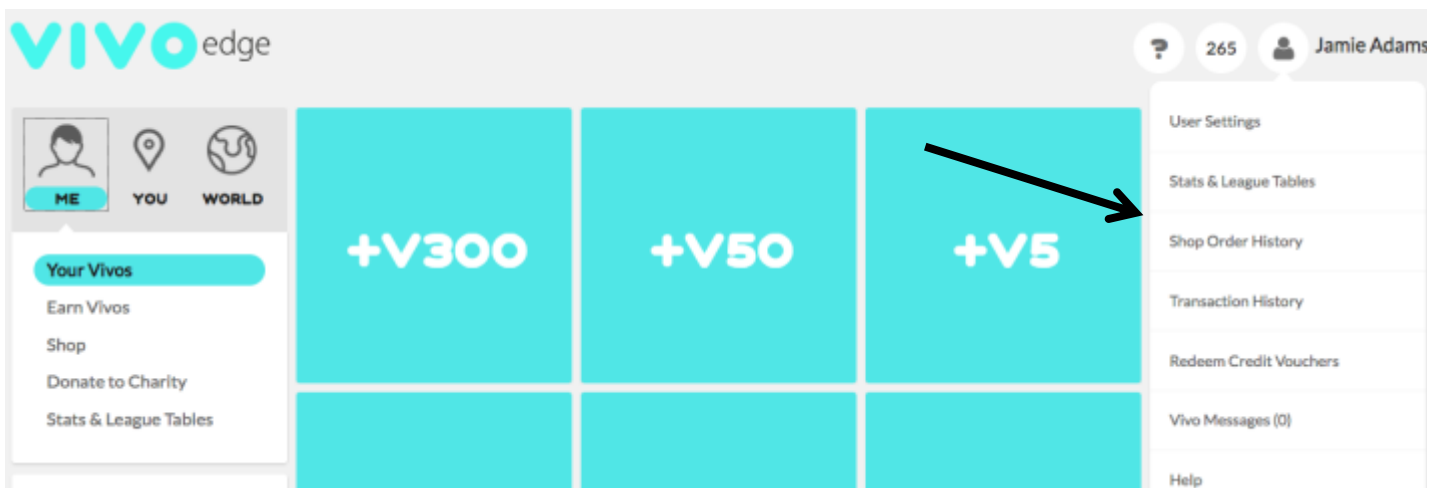 VIVO edge
? 265 Jamie Adams
ME YOU WORLD
Your Vivos
Earn Vivos
Shop
Donate to Charity
Stats & League Tables
+V300 +V50 +V5
User Settings
Stats & League Tables
Shop Order History
Transaction History
Redeem Credit Vouchers
Vivo Messages (0)
Help